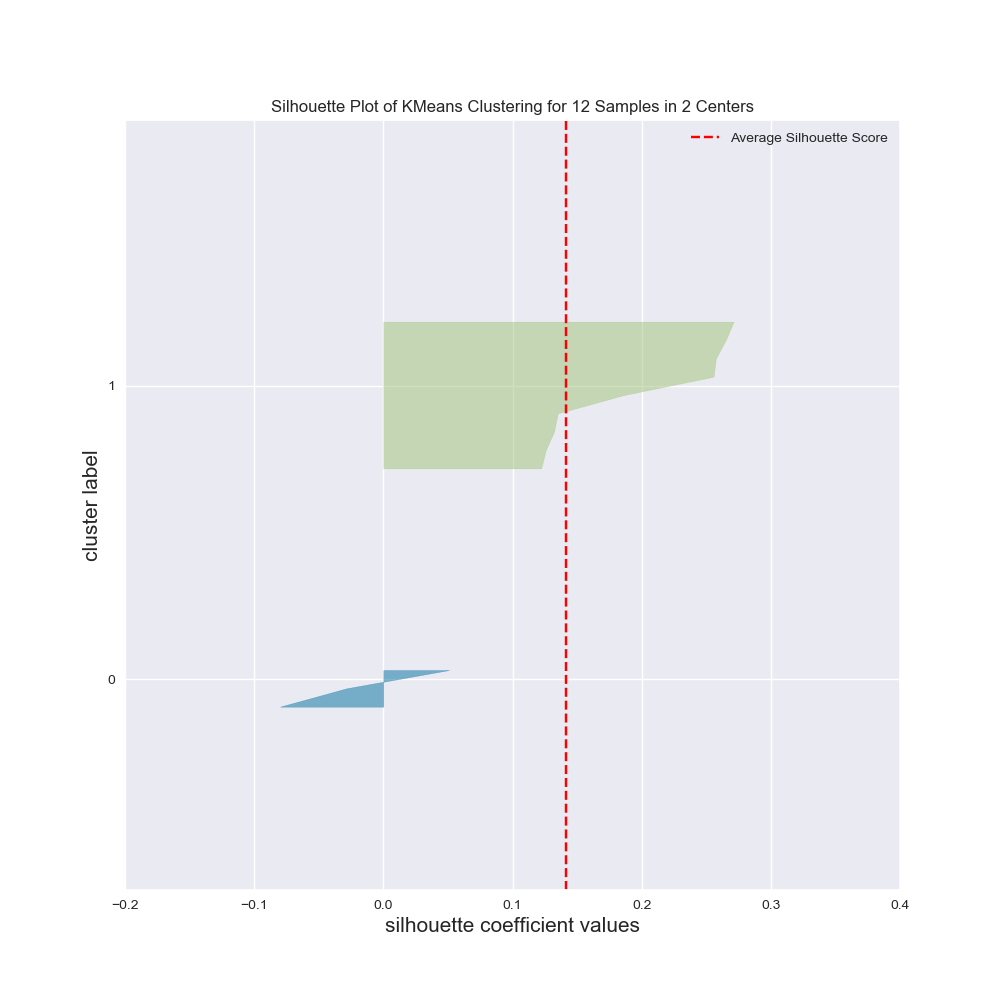 Silhouette Plot of KMeans Clustering for 12 Samples in 2 Centers
Average Silhouette Score
1
0
cluster label
−0.2 −0.1 0.0 0.1 0.2 0.3 0.4
silhouette coefficient values